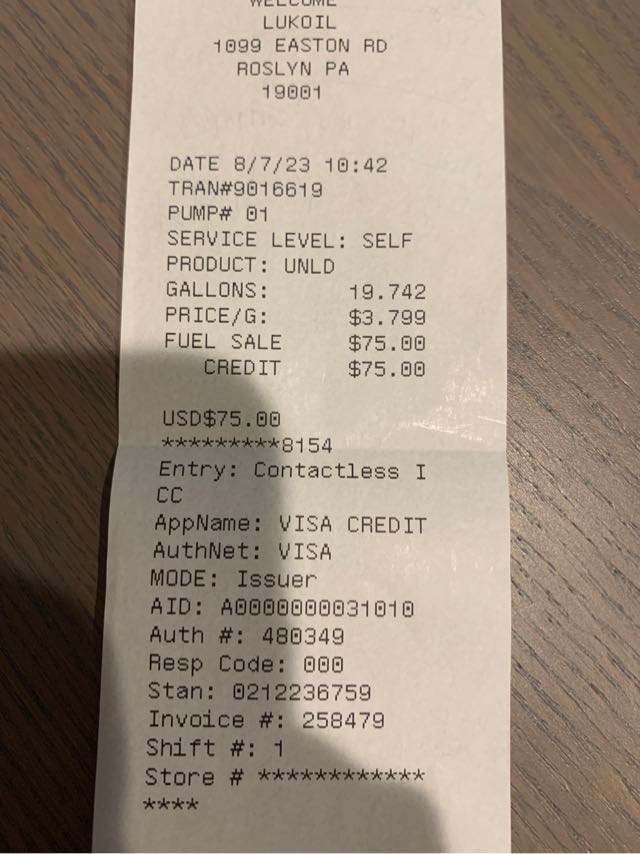 WELCOME
LUKOIL
1099 EASTON RD
ROSLYN PA
19001
DATE 8/7/23 10:42
TRAN#9016619
PUMP# 01
SERVICE LEVEL: SELF
PRODUCT: UNLD
GALLONS: 19.742
PRICE/G: $3.799
FUEL SALE $75.00
CREDIT $75.00
USD$75.00
*********8154
Entry: Contactless I
CC
AppName: VISA CREDIT
AuthNet: VISA
MODE: Issuer
AID: A0000000031010
Auth #: 480349
Resp Code: 000
Stan: 0212236759
Invoice #: 258479
Shift #: 1
Store # ************
****